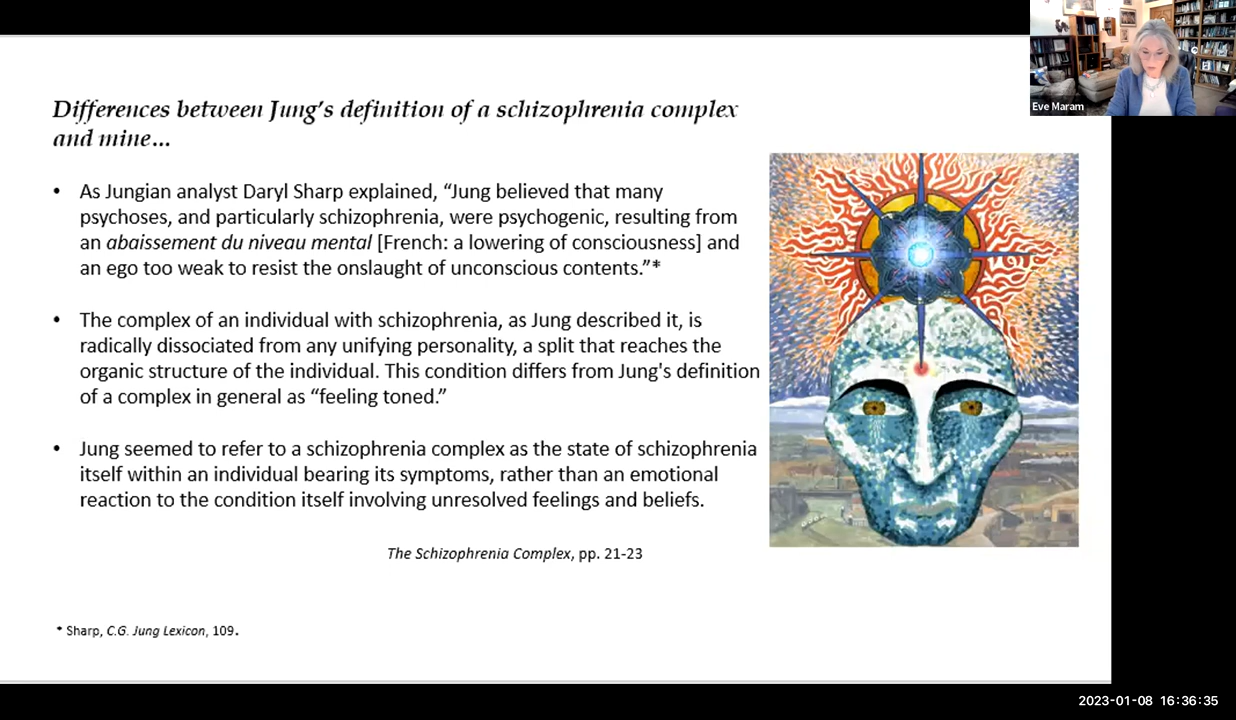 Differences between Jung's definition of a schizophrenia complex
and mine...
• As Jungian analyst Daryl Sharp explained, “Jung believed that many
psychoses, and particularly schizophrenia, were psychogenic, resulting from
an abaissement du niveau mental [French: a lowering of consciousness] and
an ego too weak to resist the onslaught of unconscious contents.”*
• The complex of an individual with schizophrenia, as Jung described it, is
radically dissociated from any unifying personality, a split that reaches the
organic structure of the individual. This condition differs from Jung's definition
of a complex in general as “feeling toned.”
• Jung seemed to refer to a schizophrenia complex as the state of schizophrenia
itself within an individual bearing its symptoms, rather than an emotional
reaction to the condition itself involving unresolved feelings and beliefs.
The Schizophrenia Complex, pp. 21-23
* Sharp, C.G. Jung Lexicon, 109.
Eve Maram
2023-01-08 16:36:35